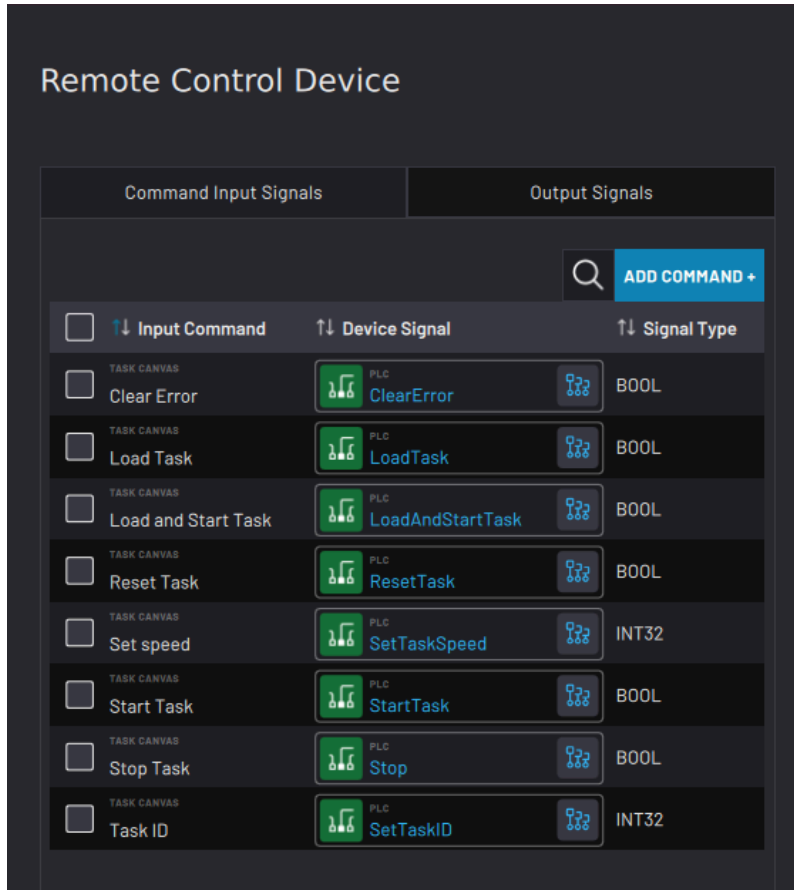 Remote Control Device
Command Input Signals Output Signals
ADD COMMAND +
Input Command Device Signal Signal Type
TASK CANVAS PLC
Clear Error ClearError BOOL
TASK CANVAS PLC
Load Task LoadTask BOOL
TASK CANVAS PLC
Load and Start Task LoadAndStartTask BOOL
TASK CANVAS PLC
Reset Task ResetTask BOOL
TASK CANVAS PLC
Set speed SetTaskSpeed INT32
TASK CANVAS PLC
Start Task StartTask BOOL
TASK CANVAS PLC
Stop Task Stop BOOL
TASK CANVAS PLC
Task ID SetTaskID INT32